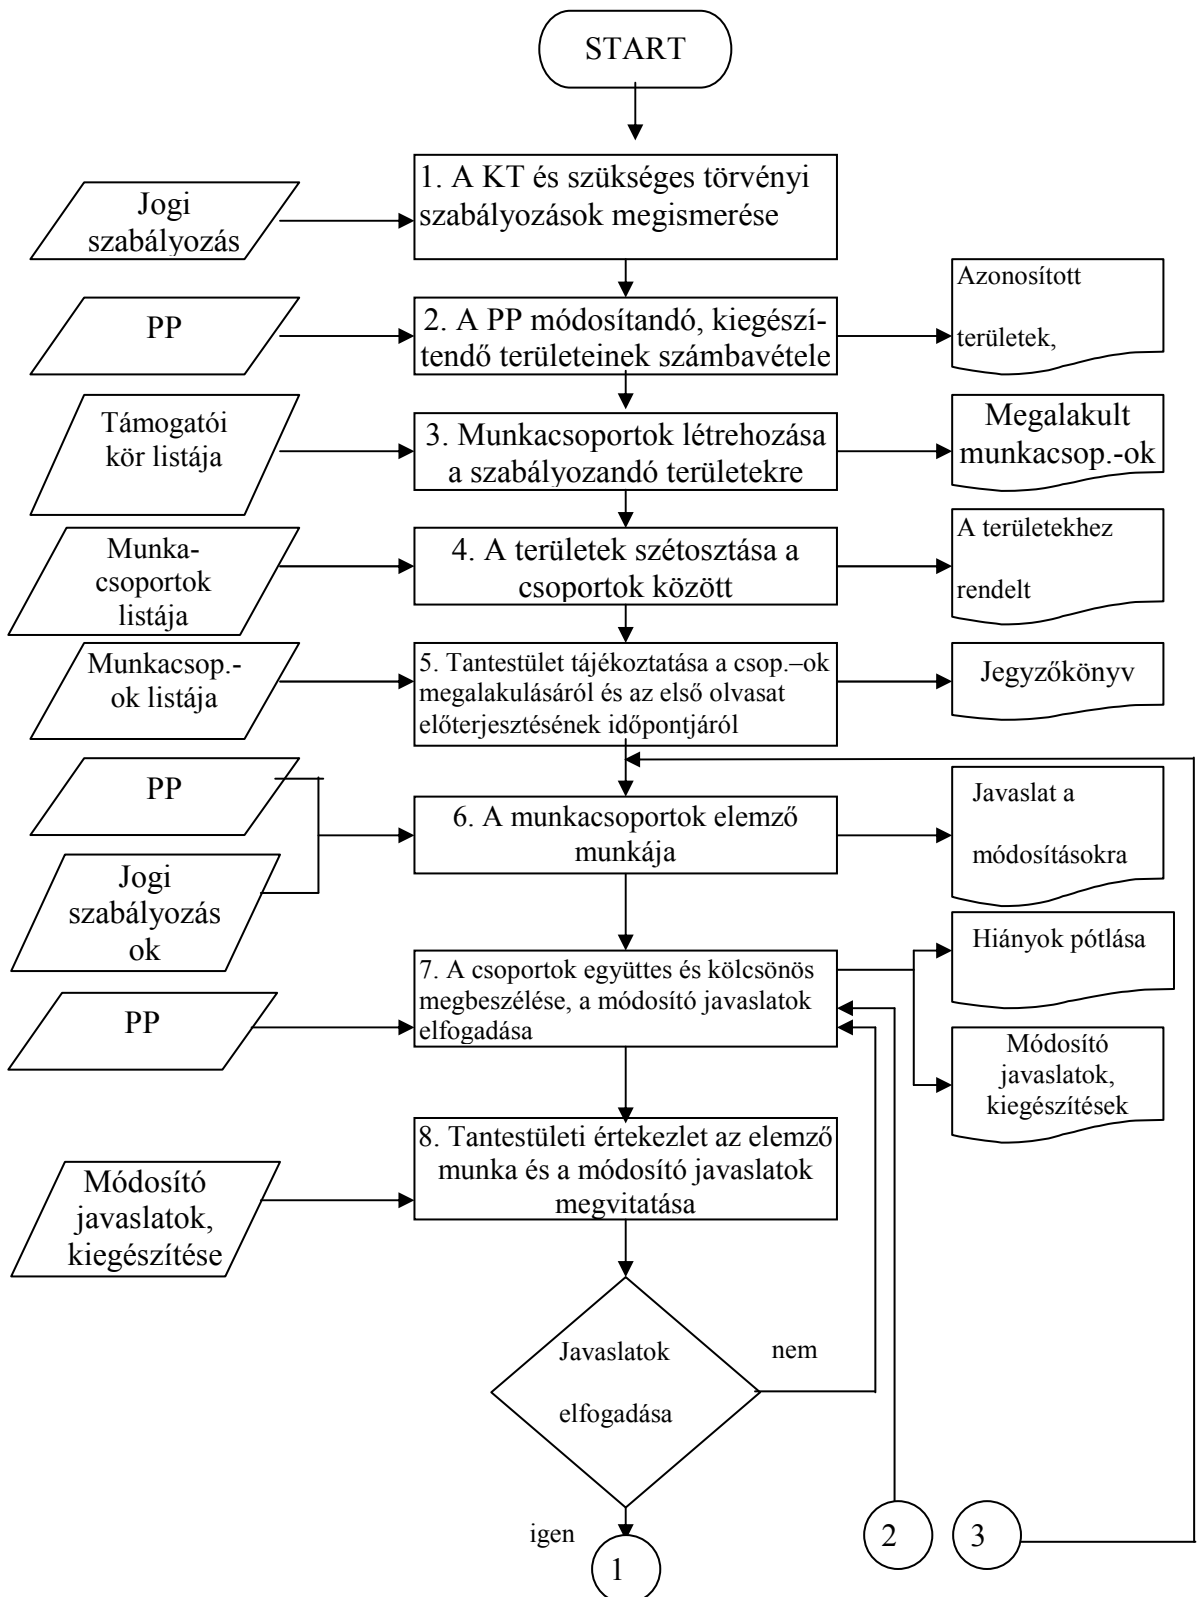 START
Jogi
szabályozás
1. A KT és szükséges törvényi
szabályozások megismerése
PP
2. A PP módosítandó, kiegészí-
tendő területeinek számbavétele
Azonosított
területek,
Támogatói
kör listája
3. Munkacsoportok létrehozása
a szabályozandó területekre
Megalakult
munkacsop.-ok
Munka-
csoportok
listája
4. A területek szétosztása a
csoportok között
A területekhez
rendelt
Munkacsop.-
ok listája
5. Tantestület tájékoztatása a csop.–ok
megalakulásáról és az első olvasat
előterjesztésének időpontjáról
Jegyzőkönyv
PP
Jogi
szabályozás
ok
6. A munkacsoportok elemző
munkája
Javaslat a
módosításokra
PP
7. A csoportok együttes és kölcsönös
megbeszélése, a módosító javaslatok
elfogadása
Hiányok pótlása
Módosító
javaslatok,
kiegészítések
Módosító
javaslatok,
kiegészítése
8. Tantestületi értekezlet az elemző
munka és a módosító javaslatok
megvitatása
Javaslatok
elfogadása
nem
igen
1
2
3